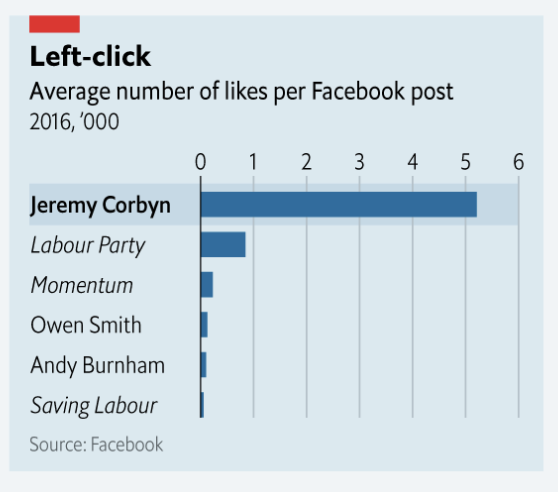 Left-click
Average number of likes per Facebook post
2016, ’000
0 1 2 3 4 5 6
Jeremy Corbyn
Labour Party
Momentum
Owen Smith
Andy Burnham
Saving Labour
Source: Facebook